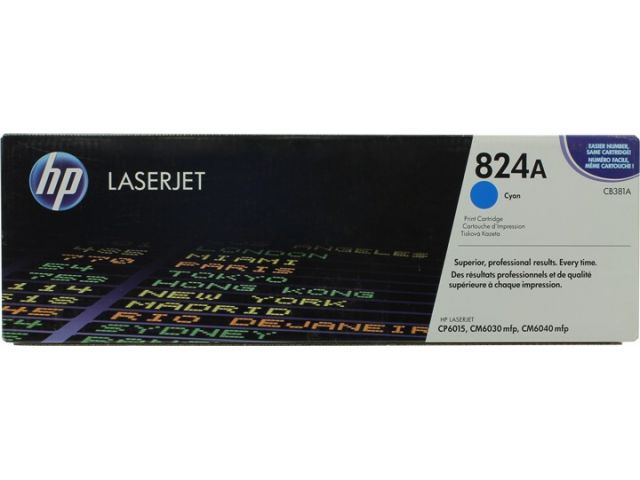 hp
LASERJET
824A
Cyan
Print Cartridge
Cartouche d'Impression
Tisková Kazeta
EASIER NUMBER,
SAME CARTRIDGE!
NUMÉRO FACILE,
MÊME CARTOUCHE!
CB381A
Superior, professional results. Every time.
Des résultats professionnels et de qualité
supérieure à chaque impression.
HP LASERJET
CP6015, CM6030 mfp, CM6040 mfp
ANGELES
LONDON
MIAMI
PARIS
TOKYO
HONG KONG
NEW YORK
MADRID
RIO DEJANEIR
SYDNEY